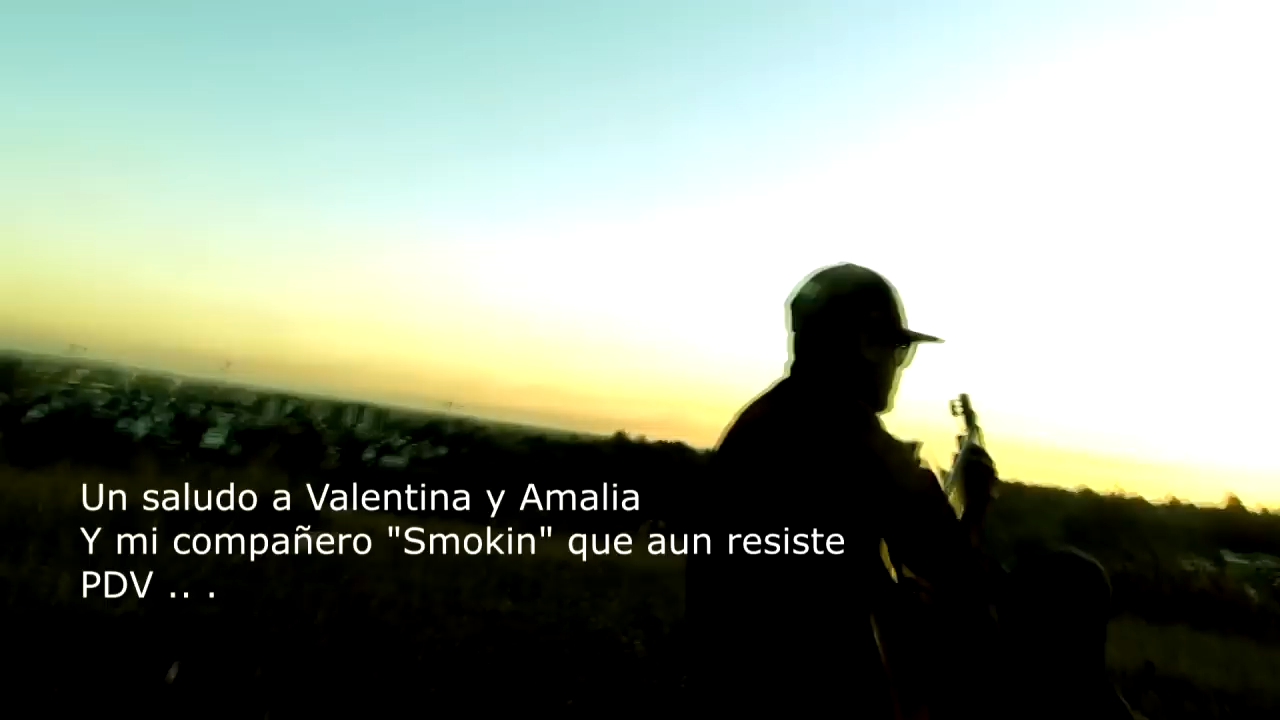 Un saludo a Valentina y Amalia
Y mi compañero "Smokin" que aun resiste
PDV .. .